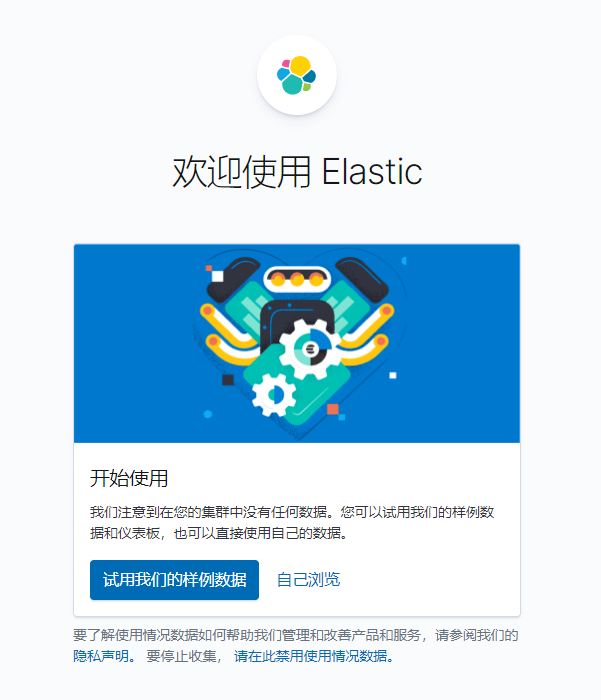 欢迎使用 Elastic
开始使用
我们注意到在您的集群中没有任何数据。您可以试用我们的样例数
据和仪表板，也可以直接使用自己的数据。
试用我们的样例数据 自己浏览
要了解使用情况数据如何帮助我们管理和改善产品和服务，请参阅我们的
隐私声明。 要停止收集， 请在此禁用使用情况数据。